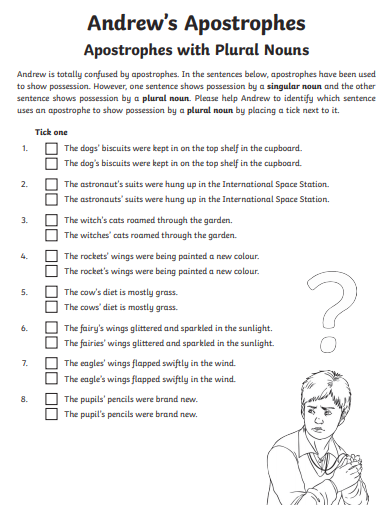 Andrew's Apostrophes
Apostrophes with Plural Nouns
Andrew is totally confused by apostrophes. In the sentences below, apostrophes have been used
to show possession. However, one sentence shows possession by a singular noun and the other
sentence shows possession by a plural noun. Please help Andrew to identify which sentence
uses an apostrophe to show possession by a plural noun by placing a tick next to it.
Tick one
1. The dogs' biscuits were kept in on the top shelf in the cupboard.
The dog's biscuits were kept in on the top shelf in the cupboard.
2. The astronaut's suits were hung up in the International Space Station.
The astronauts' suits were hung up in the International Space Station.
3. The witch's cats roamed through the garden.
The witches' cats roamed through the garden.
4. The rockets' wings were being painted a new colour.
The rocket's wings were being painted a new colour.
5. The cow's diet is mostly grass.
The cows' diet is mostly grass.
6. The fairy's wings glittered and sparkled in the sunlight.
The fairies' wings glittered and sparkled in the sunlight.
7. The eagles' wings flapped swiftly in the wind.
The eagle's wings flapped swiftly in the wind.
8. The pupils' pencils were brand new.
The pupil's pencils were brand new.
?